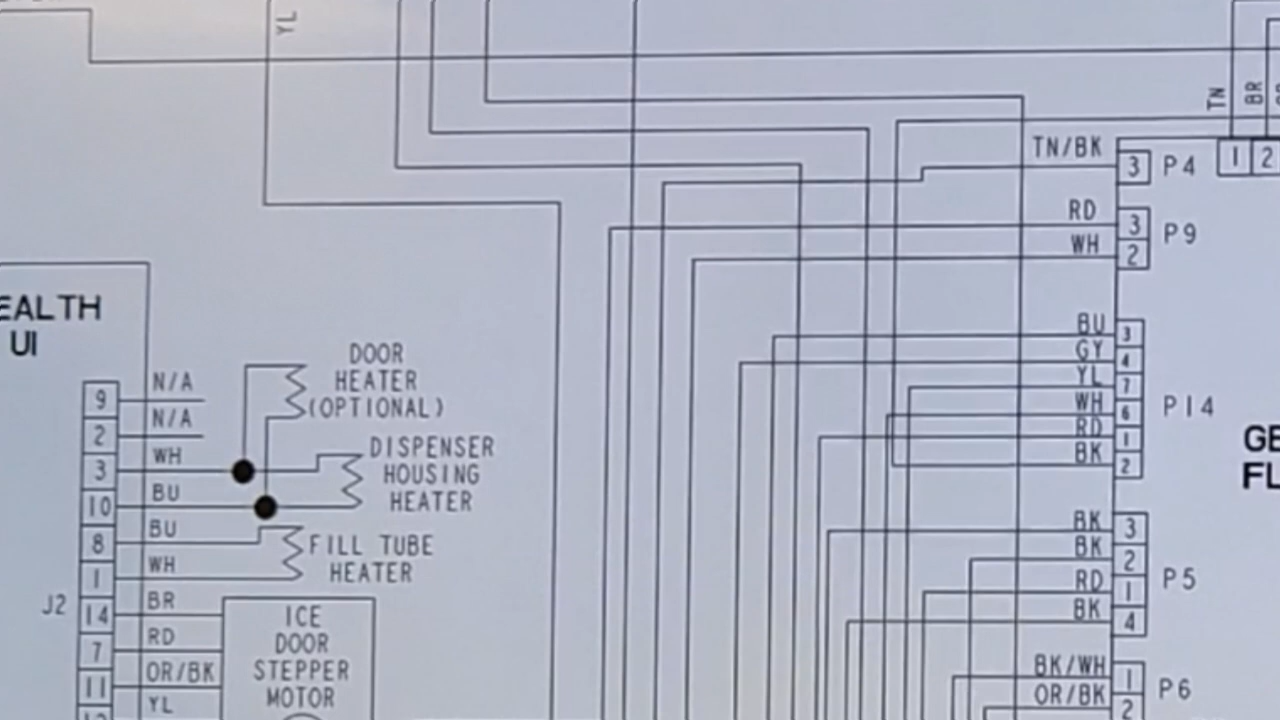 YL
TN
BR
TN/BK
3 P4
1 2
RD 3
WH 2
P9
EALTH
UI
BU 3
GY 4
YL 7
WH 6
RD 1
BK 2
P14
GE
FL
DOOR
HEATER
(OPTIONAL)
9 N/A
2 N/A
3 WH
10 BU
8 BU
1 WH
J2
14 BR
7 RD
11 OR/BK
YL
DISPENSER
HOUSING
HEATER
FILL TUBE
HEATER
ICE
DOOR
STEPPER
MOTOR
BK 3
BK 2
RD 1
BK 4
P5
BK/WH 1
OR/BK 2
P6